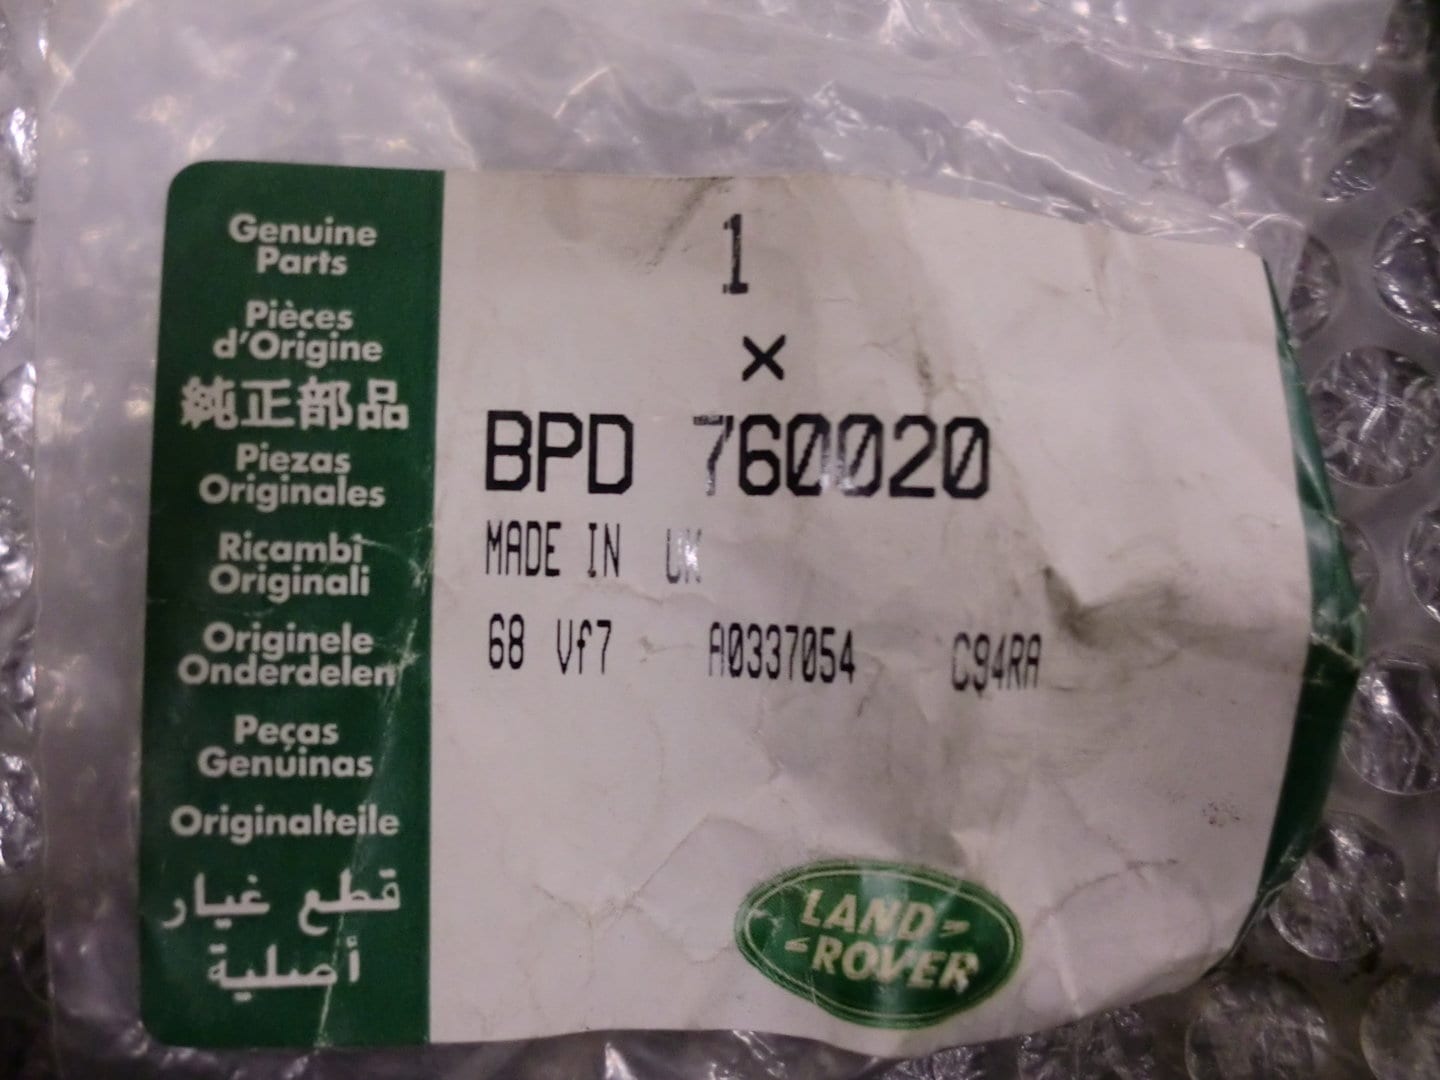 Genuine
Parts
Pièces
d'Origine
純正部品
Piezas
Originales
Ricambi
Originali
Originele
Onderdelen
Peças
Genuinas
Originalteile
قطع غيار
أصلية
1
×
BPD 760020
MADE IN UK
68 Vf7 A0337054 C94RA
LAND
ROVER